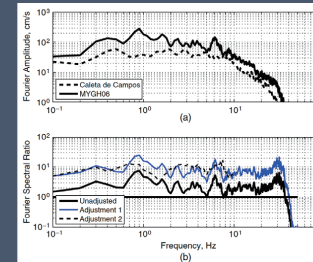 Fourier Amplitude, cm/s
10³
10²
10¹
10⁰
Caleta de Campos
MYGH06
10⁻¹ 10⁰ 10¹
(a)
Fourier Spectral Ratio
10²
10¹
10⁰
10⁻¹
Unadjusted
Adjustment 1
Adjustment 2
10⁻¹ 10⁰ 10¹
Frequency, Hz
(b)